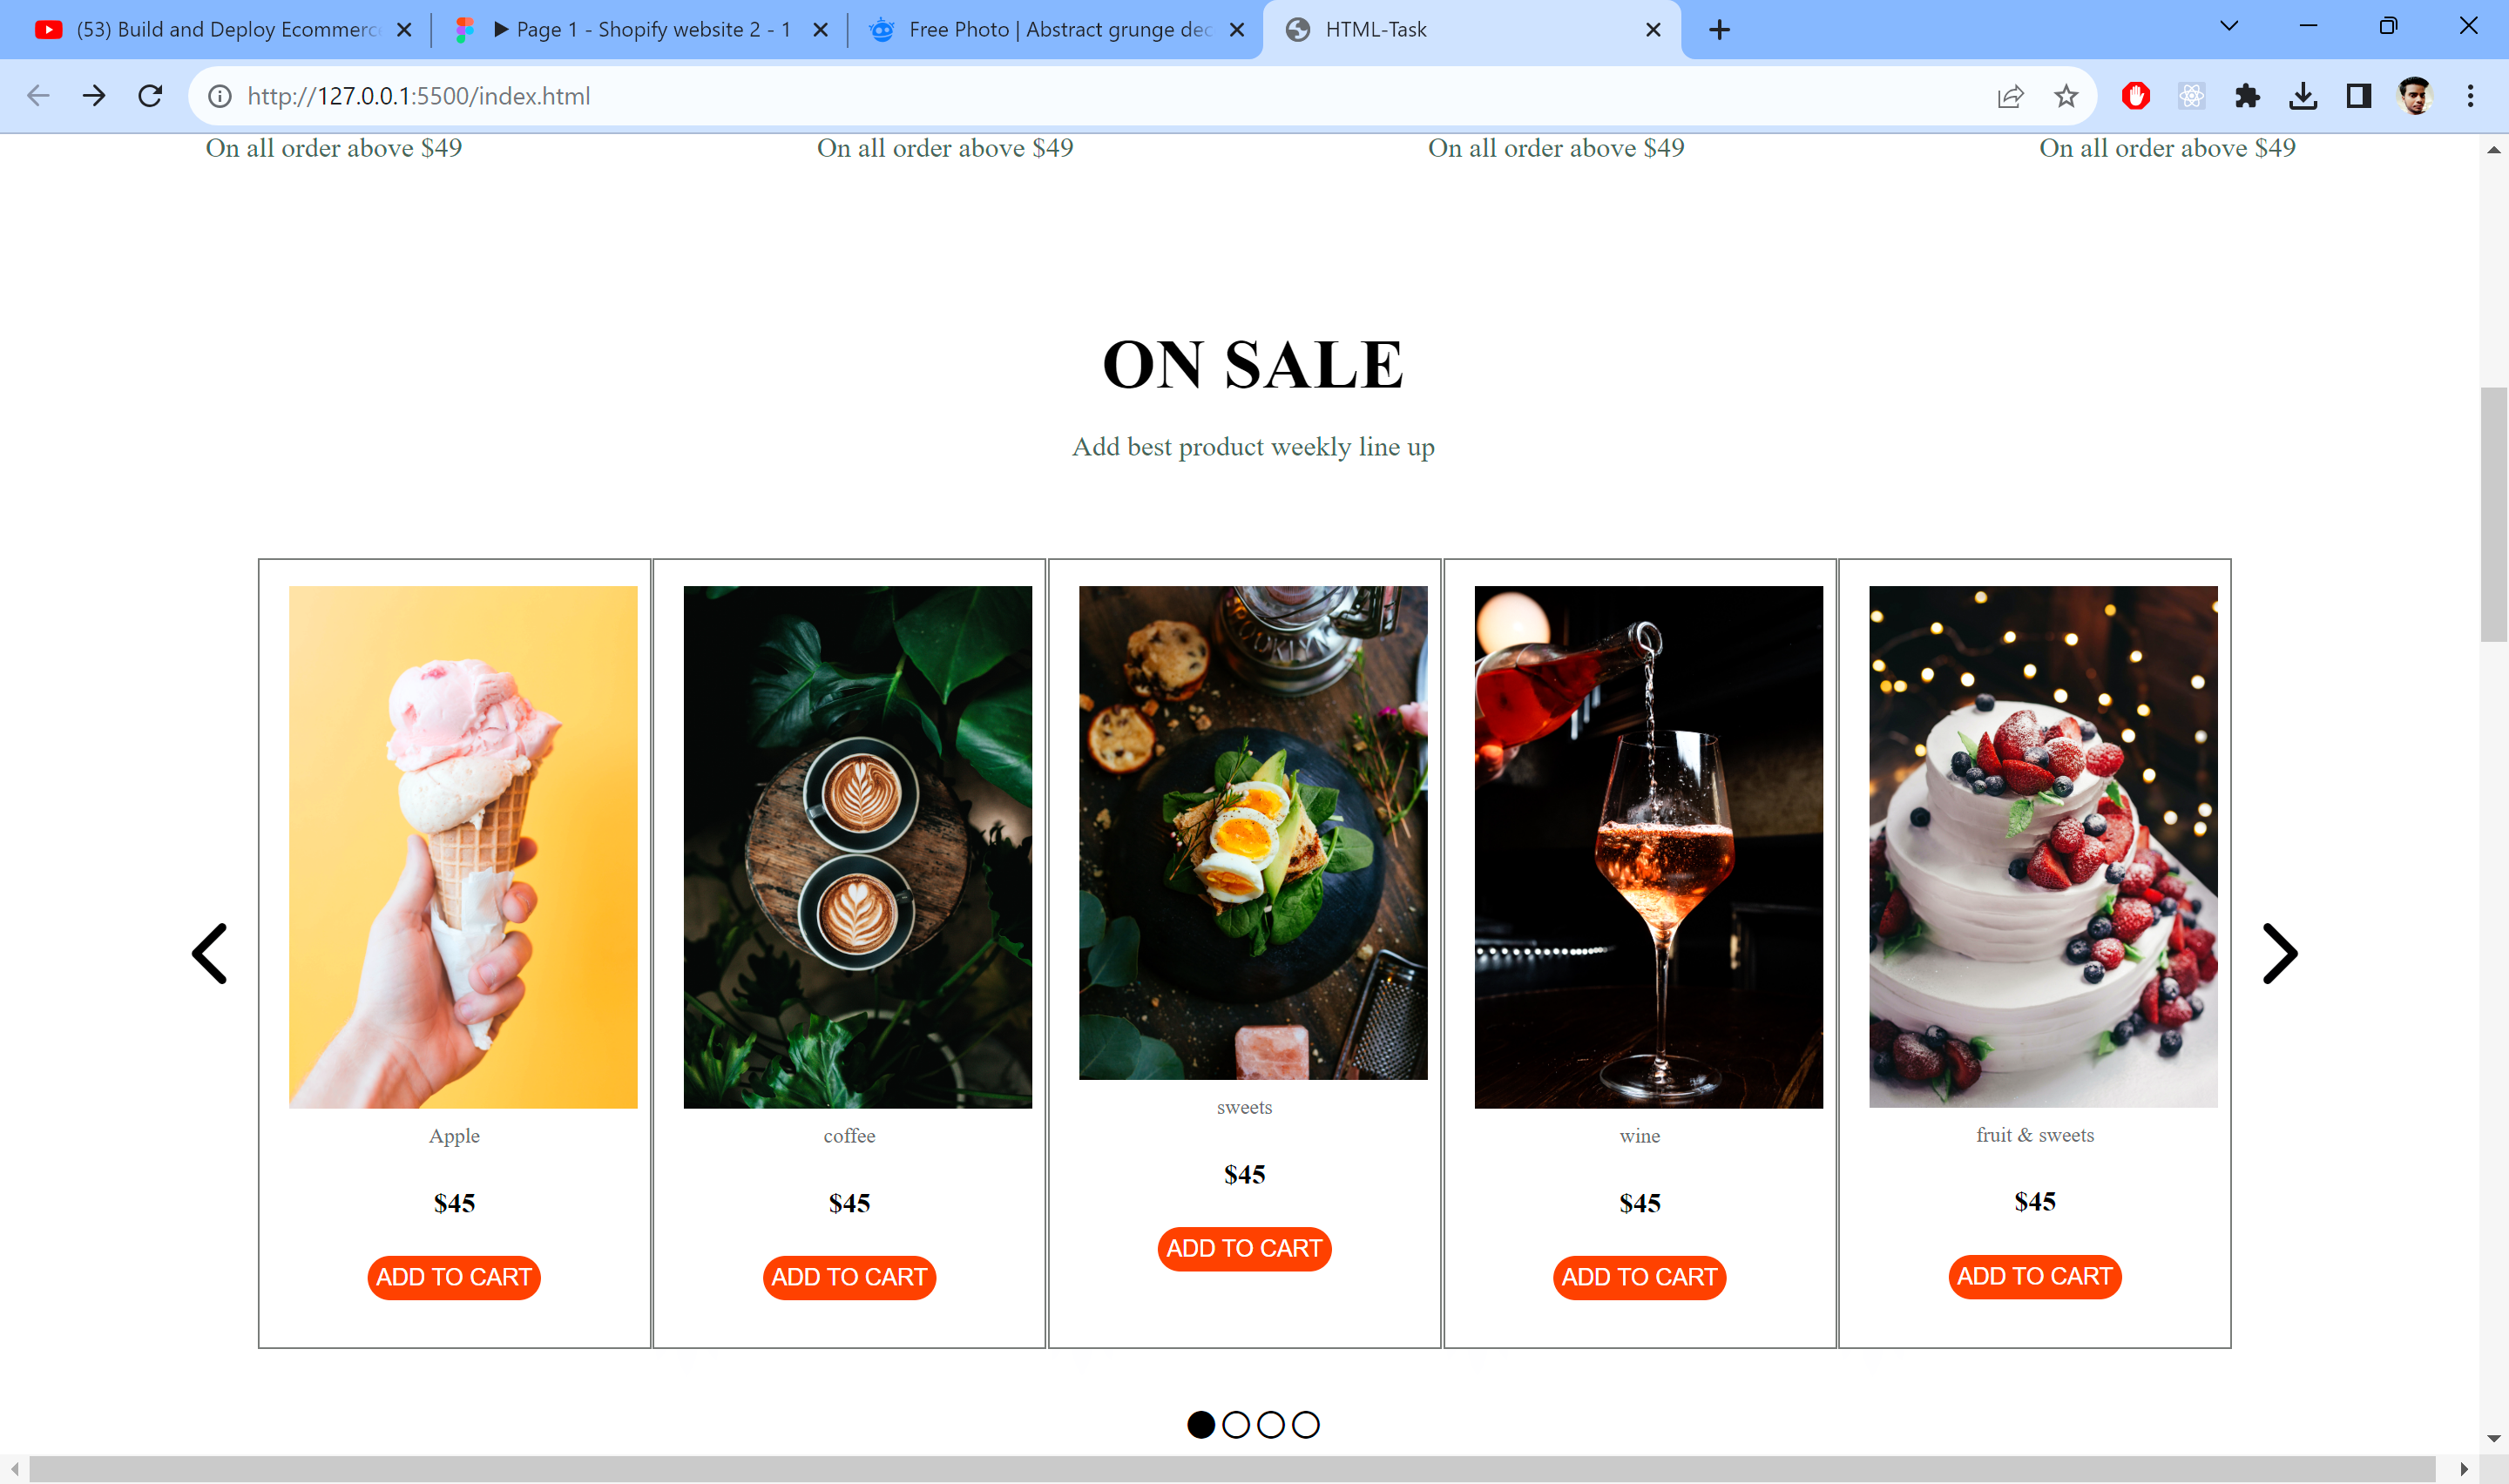 (53) Build and Deploy Ecommerc
▶ Page 1 - Shopify website 2 - 1
Free Photo | Abstract grunge dec
HTML-Task
http://127.0.0.1:5500/index.html
On all order above $49
On all order above $49
On all order above $49
On all order above $49
ON SALE
Add best product weekly line up
Apple
$45
ADD TO CART
coffee
$45
ADD TO CART
sweets
$45
ADD TO CART
wine
$45
ADD TO CART
fruit & sweets
$45
ADD TO CART